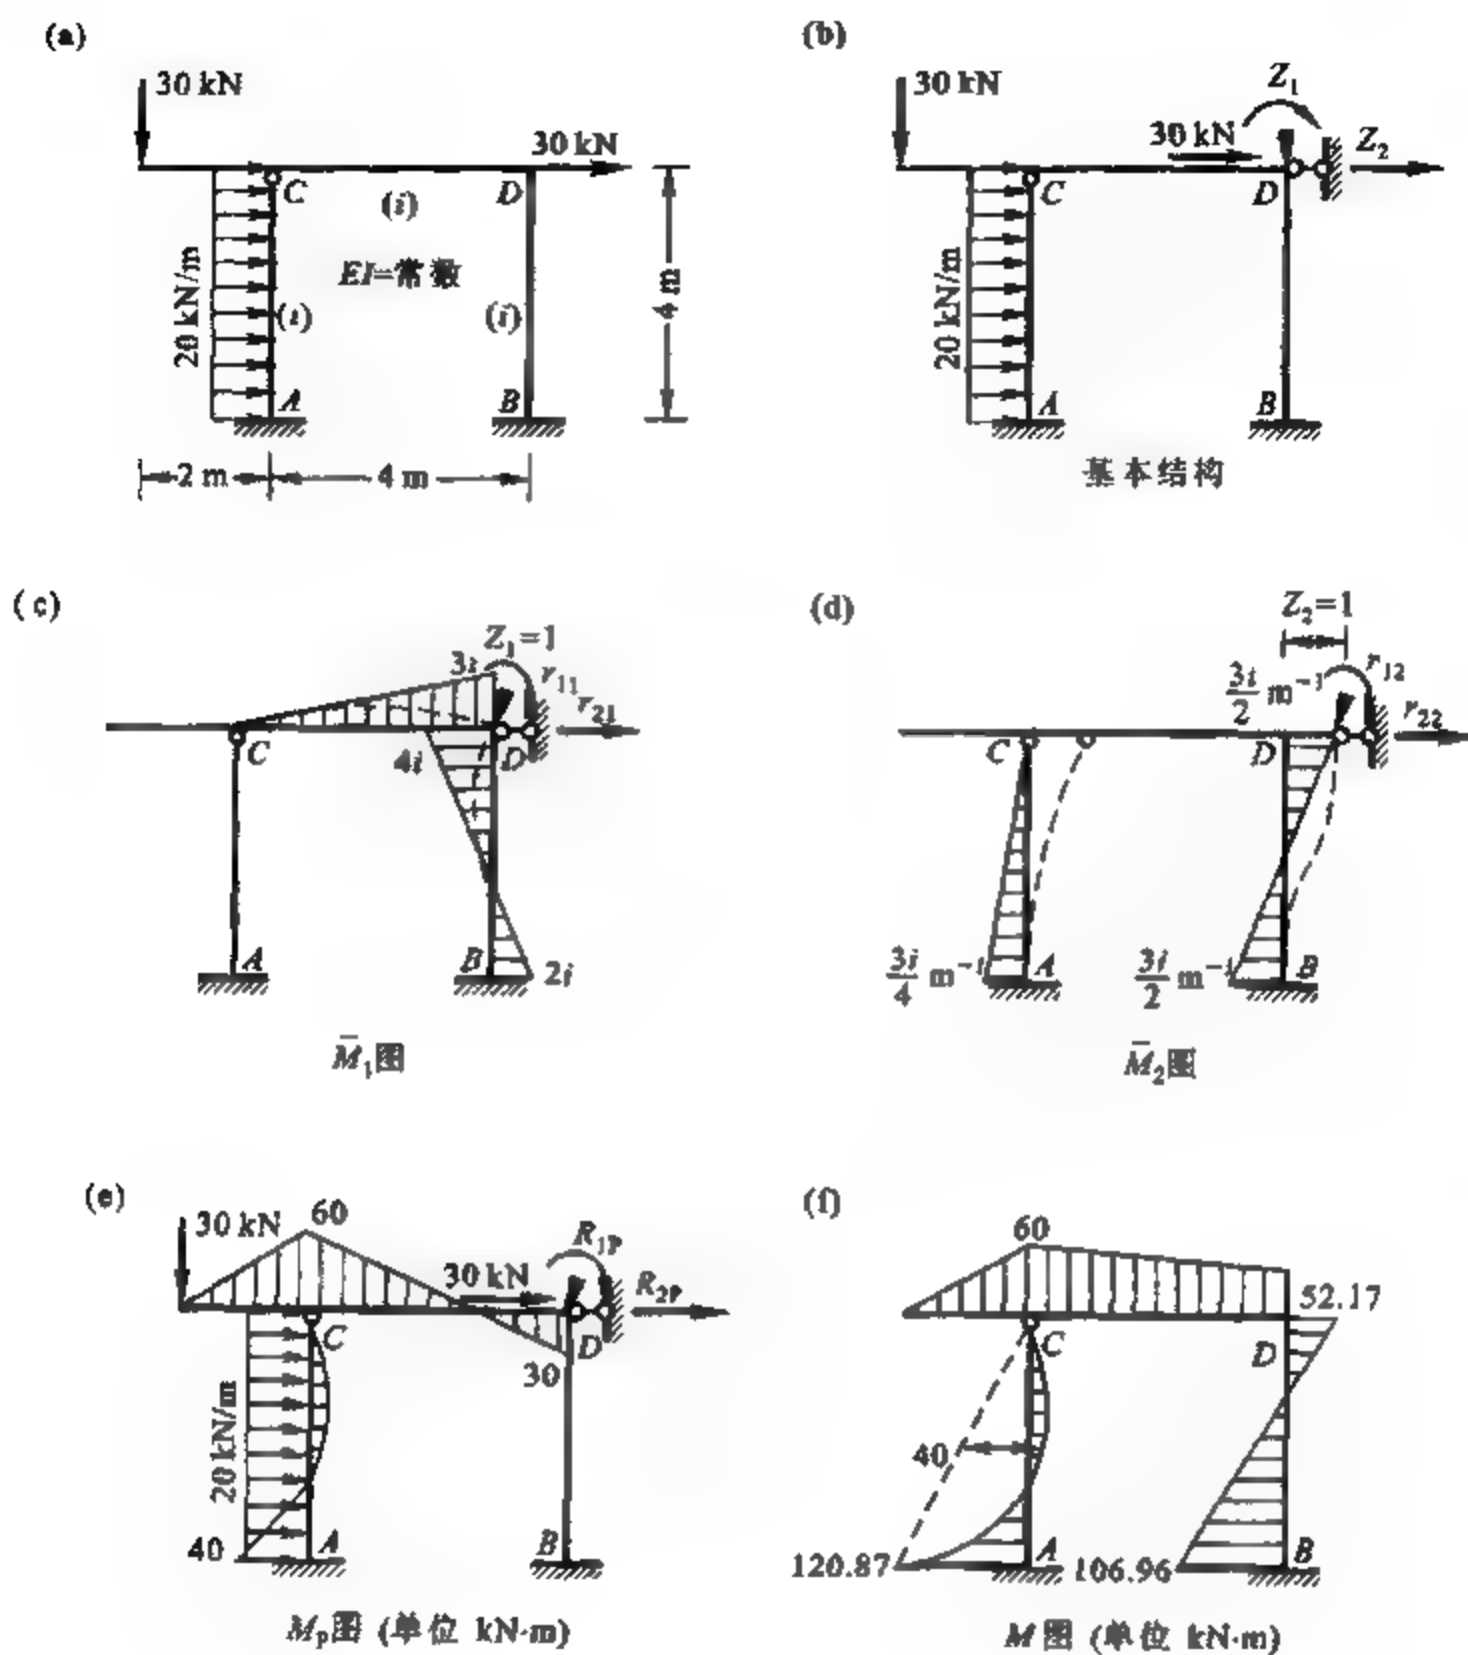 (a)
30 kN
30 kN
C
D
(i)
EI=常数
20 kN/m
(i)
(i)
4 m
A
B
2 m
4 m
(b)
30 kN
Z₁
30 kN
Z₂
C
D
20 kN/m
A
B
基本结构
(c)
Z₁=1
3i
r₁₁
r₂₁
C
4i
D
A
B
2i
M̄₁图
(d)
Z₂=1
3i/2 m⁻¹
r₁₂
r₂₂
C
D
3i/4 m⁻¹
A
3i/2 m⁻¹
B
M̄₂图
(e)
30 kN
60
30 kN
R₁P
R₂P
C
D
30
20 kN/m
40
A
B
MP图 (单位 kN·m)
(f)
60
52.17
C
D
40
120.87
A
106.96
B
M图 (单位 kN·m)